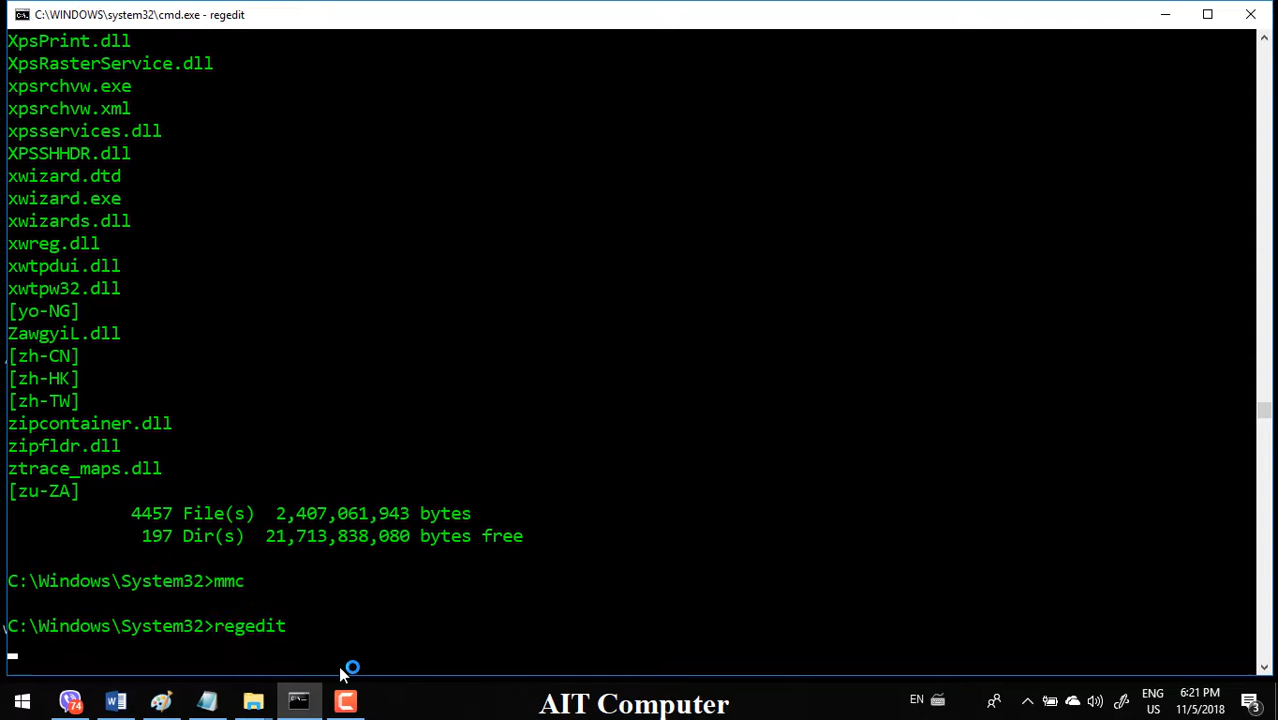 C:\WINDOWS\system32\cmd.exe - regedit
XpsPrint.dll
XpsRasterService.dll
xpsrchvw.exe
xpsrchvw.xml
xpsservices.dll
XPSSHHDR.dll
xwizard.dtd
xwizard.exe
xwizards.dll
xwreg.dll
xwtpdui.dll
xwtpw32.dll
[yo-NG]
ZawgyiL.dll
[zh-CN]
[zh-HK]
[zh-TW]
zipcontainer.dll
zipfldr.dll
ztrace_maps.dll
[zu-ZA]
4457 File(s) 2,407,061,943 bytes
197 Dir(s) 21,713,838,080 bytes free
C:\Windows\System32>mmc
C:\Windows\System32>regedit
74
AIT Computer
EN
ENG
US
6:21 PM
11/5/2018
3